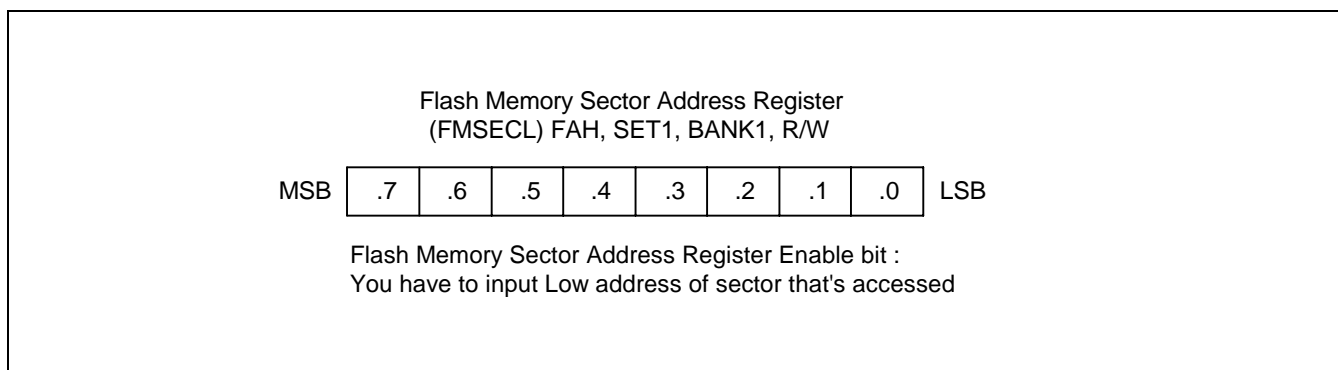 Flash Memory Sector Address Register
(FMSECL) FAH, SET1, BANK1, R/W
MSB .7 .6 .5 .4 .3 .2 .1 .0 LSB
Flash Memory Sector Address Register Enable bit :
You have to input Low address of sector that's accessed